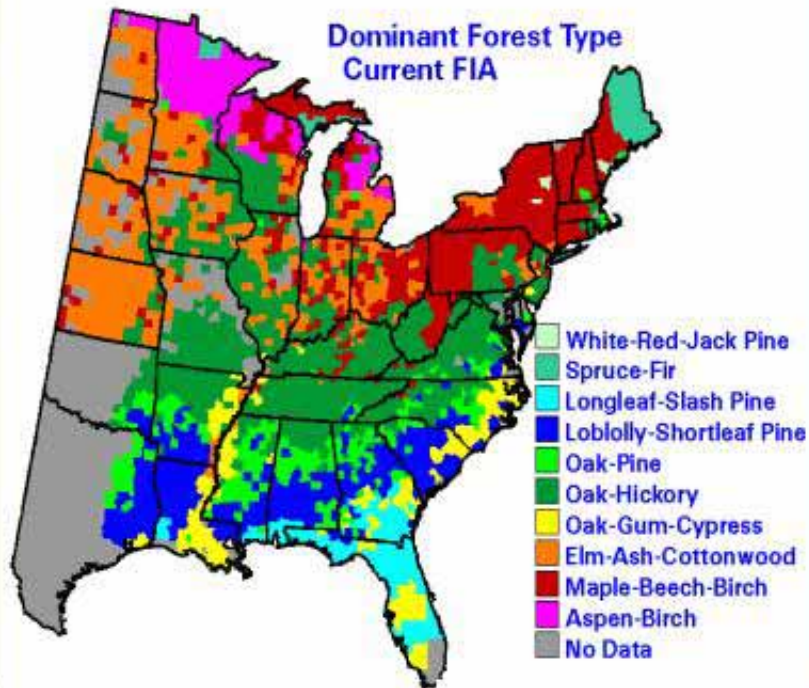 Dominant Forest Type
Current FIA
White-Red-Jack Pine
Spruce-Fir
Longleaf-Slash Pine
Loblolly-Shortleaf Pine
Oak-Pine
Oak-Hickory
Oak-Gum-Cypress
Elm-Ash-Cottonwood
Maple-Beech-Birch
Aspen-Birch
No Data